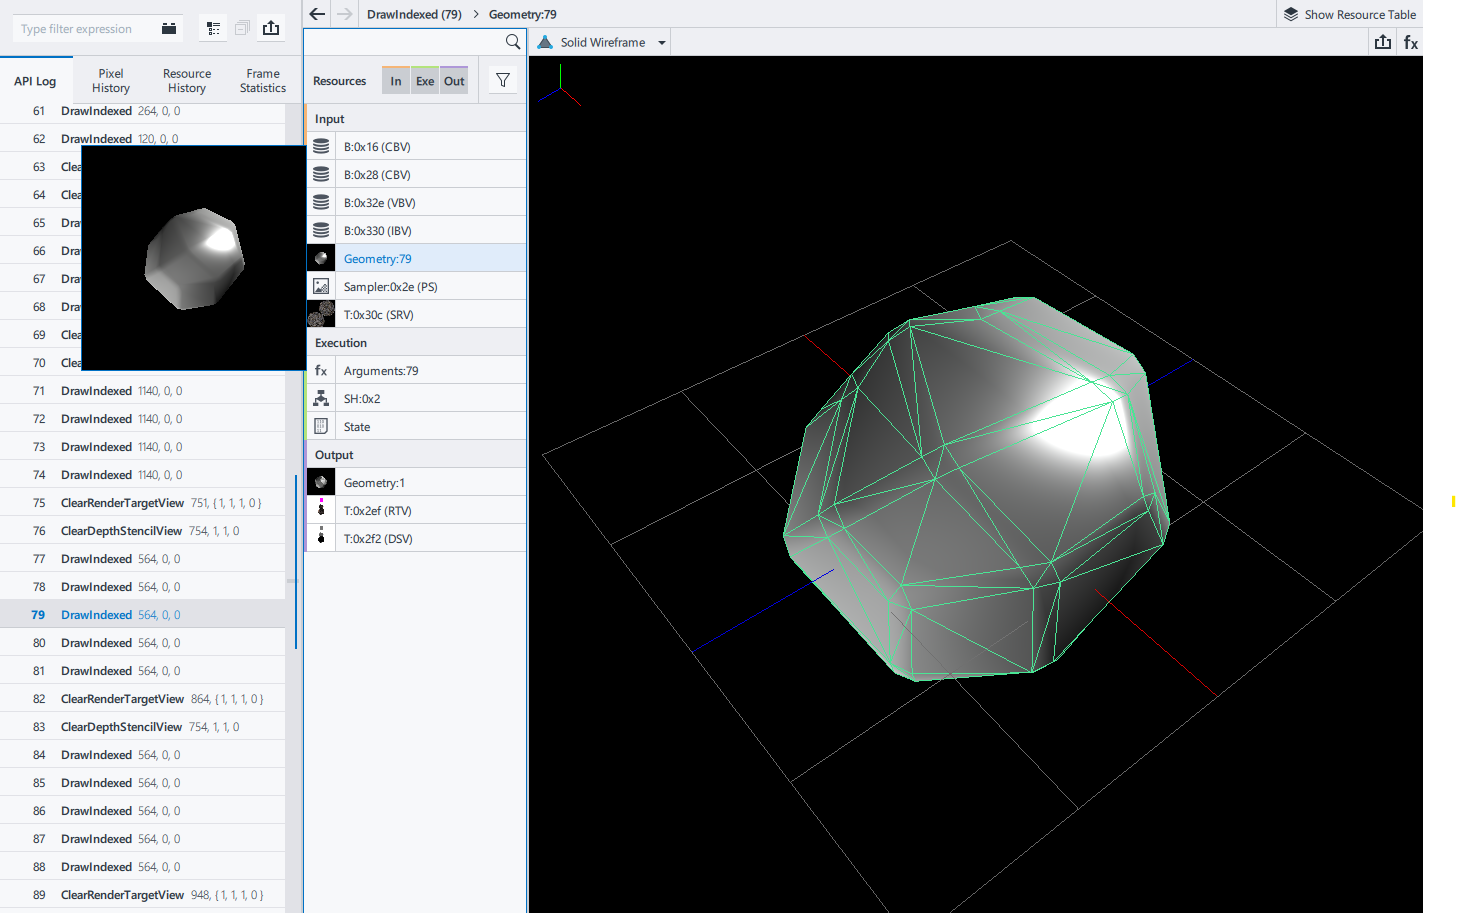 Type filter expression
API Log
Pixel History
Resource History
Frame Statistics
61 DrawIndexed 264, 0, 0
62 DrawIndexed 120, 0, 0
63 Clea
64 Clea
65 Dra
66 Dra
67 Dra
68 Dra
69 Clea
70 Clea
71 DrawIndexed 1140, 0, 0
72 DrawIndexed 1140, 0, 0
73 DrawIndexed 1140, 0, 0
74 DrawIndexed 1140, 0, 0
75 ClearRenderTargetView 751, { 1, 1, 1, 0 }
76 ClearDepthStencilView 754, 1, 1, 0
77 DrawIndexed 564, 0, 0
78 DrawIndexed 564, 0, 0
79 DrawIndexed 564, 0, 0
80 DrawIndexed 564, 0, 0
81 DrawIndexed 564, 0, 0
82 ClearRenderTargetView 864, { 1, 1, 1, 0 }
83 ClearDepthStencilView 754, 1, 1, 0
84 DrawIndexed 564, 0, 0
85 DrawIndexed 564, 0, 0
86 DrawIndexed 564, 0, 0
87 DrawIndexed 564, 0, 0
88 DrawIndexed 564, 0, 0
89 ClearRenderTargetView 948, { 1, 1, 1, 0 }
DrawIndexed (79) > Geometry:79
Show Resource Table
Resources In Exe Out
Input
B:0x16 (CBV)
B:0x28 (CBV)
B:0x32e (VBV)
B:0x330 (IBV)
Geometry:79
Sampler:0x2e (PS)
T:0x30c (SRV)
Execution
fx Arguments:79
SH:0x2
State
Output
Geometry:1
T:0x2ef (RTV)
T:0x2f2 (DSV)
Solid Wireframe
fx